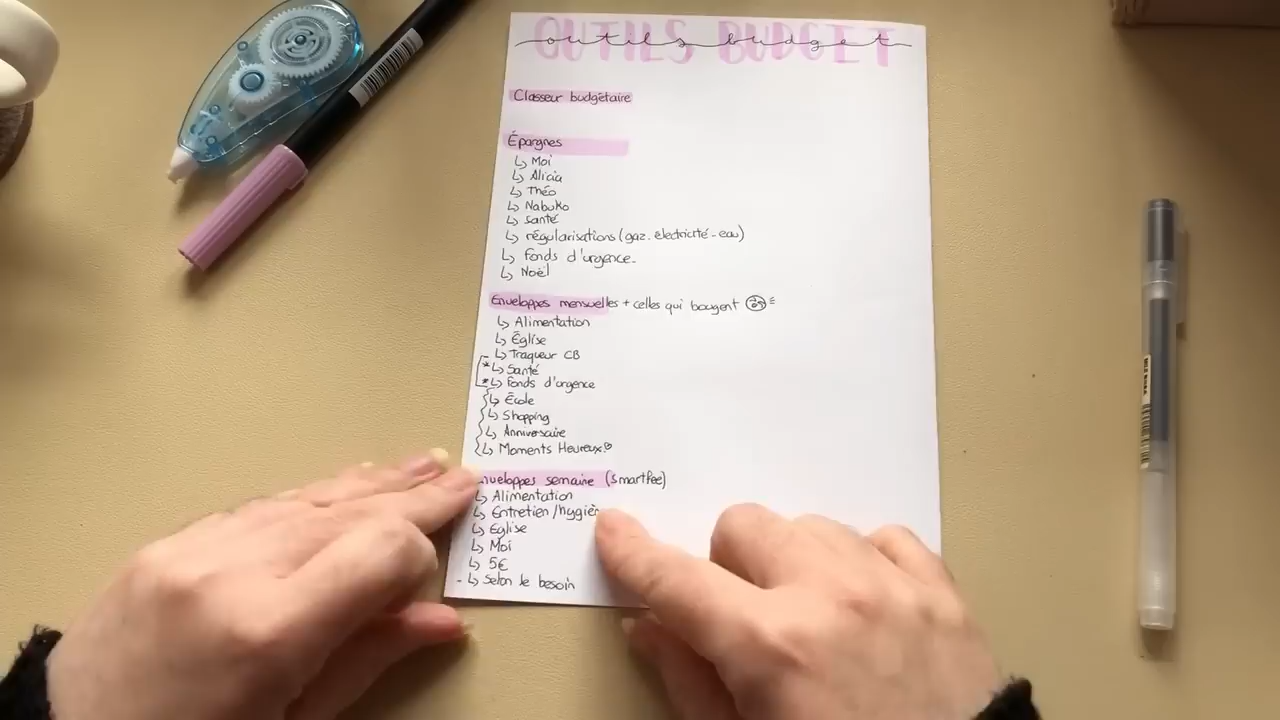 OUTILS BUDGET
outils budget
Classeur budgétaire
Épargnes
↳ Moi
↳ Alicia
↳ Théo
↳ Nabuko
↳ santé
↳ régularisations (gaz. électricité - eau)
↳ Fonds d'urgence.
↳ Noël
Enveloppes mensuelles + celles qui bougent
↳ Alimentation
↳ Église
↳ Traqueur CB
* ↳ Santé
* ↳ Fonds d'urgence
↳ École
↳ Shopping
↳ Anniversaire
↳ Moments Heureux ♡
nveloppes semaine (Smartfee)
↳ Alimentation
↳ Entretien /hygièn
↳ Eglise
↳ Moi
↳ 5€
- ↳ Selon le besoin